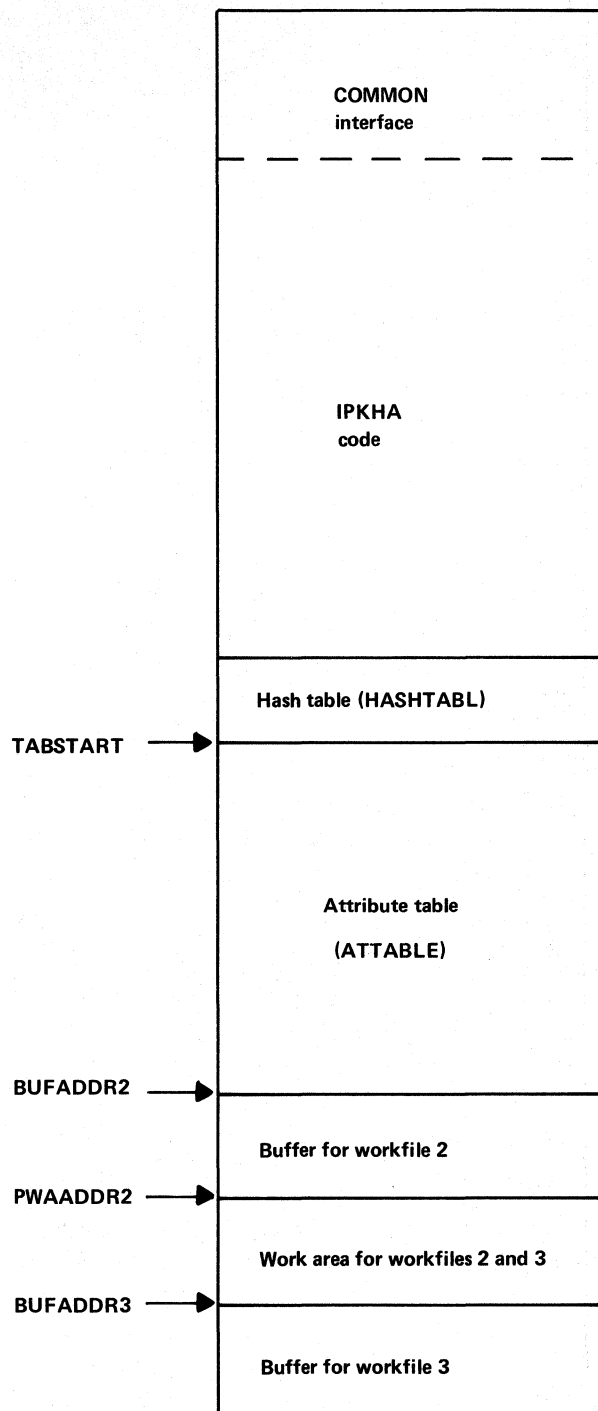 COMMON
interface
IPKHA
code
Hash table (HASHTABL)
TABSTART
Attribute table
(ATTABLE)
BUFADDR2
Buffer for workfile 2
PWAADDR2
Work area for workfiles 2 and 3
BUFADDR3
Buffer for workfile 3